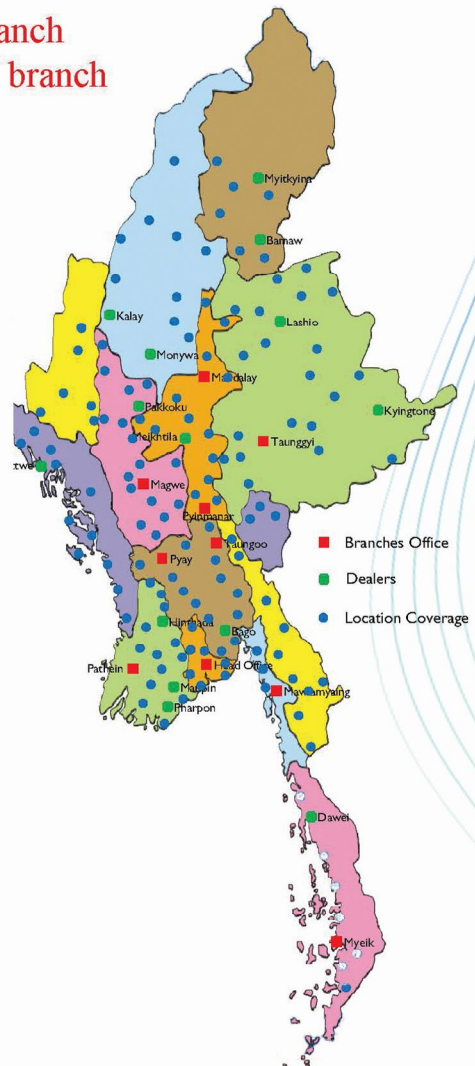 anch
branch
Myitkyina
Bamaw
Lashio
Kalay
Monywa
Mandalay
Pakkoku
Kyingtone
Meikhtila
Taunggyi
twe
Magwe
Pyinmanar
Taungoo
Branches Office
Pyay
Dealers
Hinthada
Location Coverage
Bago
Pathein
Head Office
Maubin
Mawlamyaing
Pharpon
Dawei
Myeik